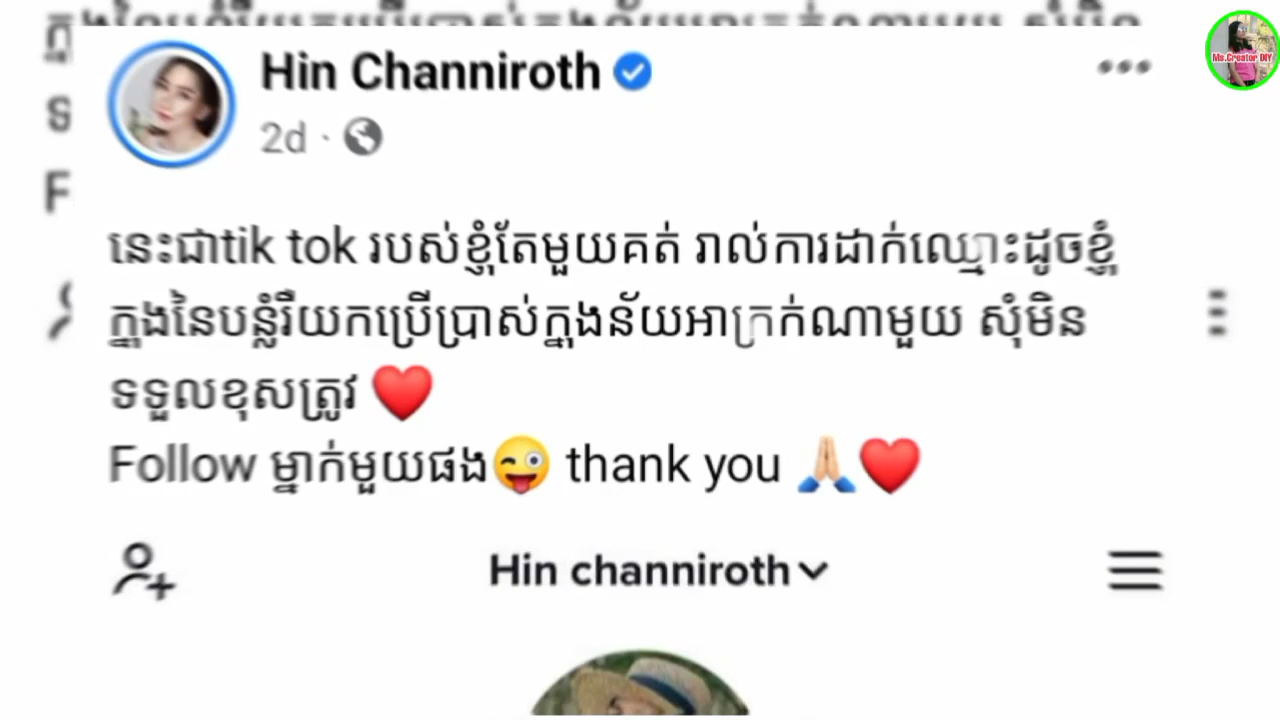 Hin Channiroth
2d ·
នេះជាtik tok របស់ខ្ញុំតែមួយគត់ រាល់ការដាក់ឈ្មោះដូចខ្ញុំ
ក្នុងនៃបន្លំរឺយកប្រើប្រាស់ក្នុងន័យអាក្រក់ណាមួយ សុំមិន
ទទួលខុសត្រូវ ❤️
Follow ម្នាក់មួយផង😜 thank you 🙏🏻❤️
Hin channiroth
Ms.Creator DIY